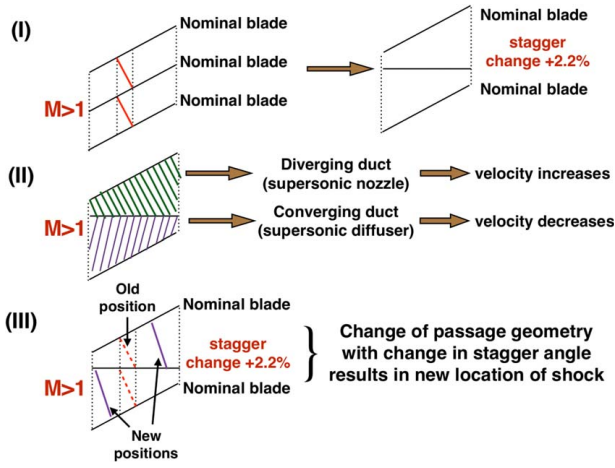 (I)
Nominal blade
Nominal blade
Nominal blade
M>1
Nominal blade
stagger
change +2.2%
Nominal blade
(II)
M>1
Diverging duct
(supersonic nozzle)
velocity increases
Converging duct
(supersonic diffuser)
velocity decreases
(III)
Old
position
Nominal blade
stagger
change +2.2%
Nominal blade
M>1
New
positions
Change of passage geometry
with change in stagger angle
results in new location of shock